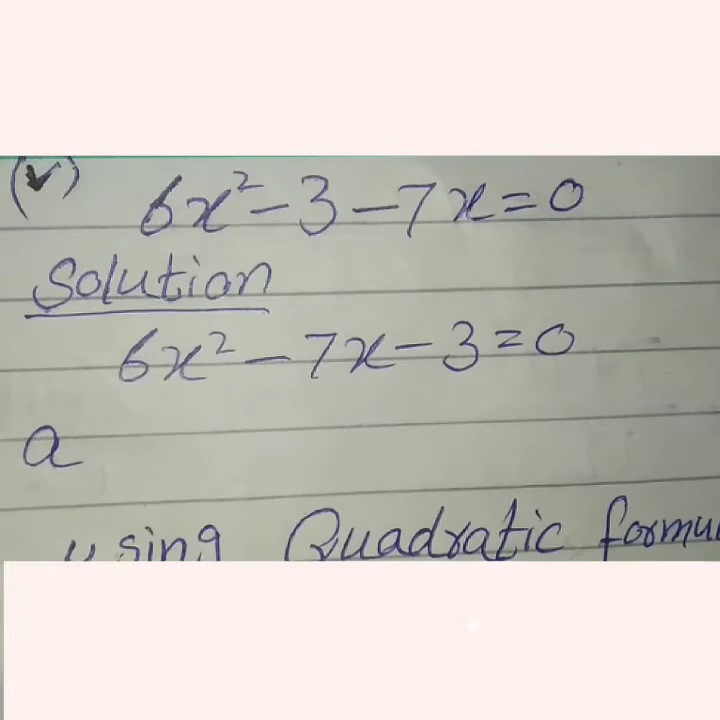 (v)
6x² - 3 - 7x = 0
Solution
6x² - 7x - 3 = 0
a
using Quadratic formu